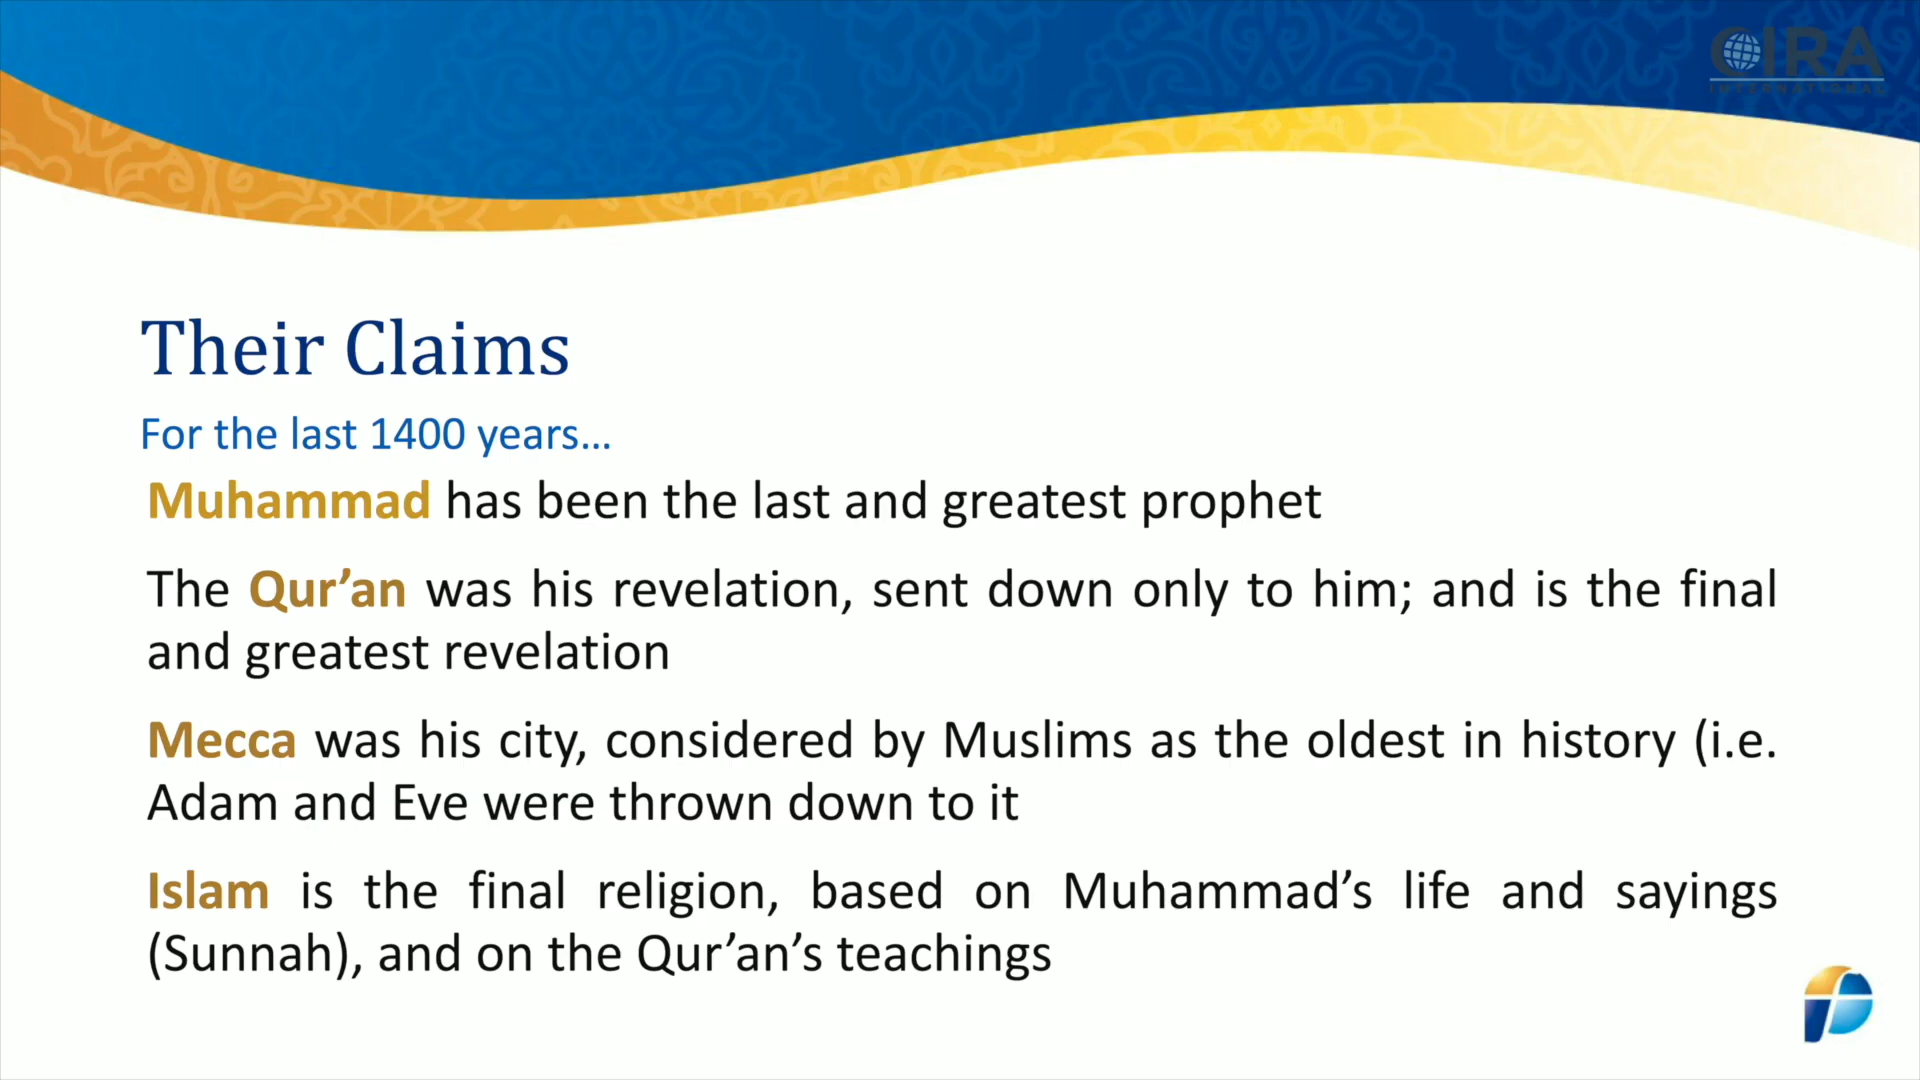 CIRA
INTERNATIONAL
Their Claims
For the last 1400 years…
Muhammad has been the last and greatest prophet
The Qur’an was his revelation, sent down only to him; and is the final
and greatest revelation
Mecca was his city, considered by Muslims as the oldest in history (i.e.
Adam and Eve were thrown down to it
Islam is the final religion, based on Muhammad’s life and sayings
(Sunnah), and on the Qur’an’s teachings